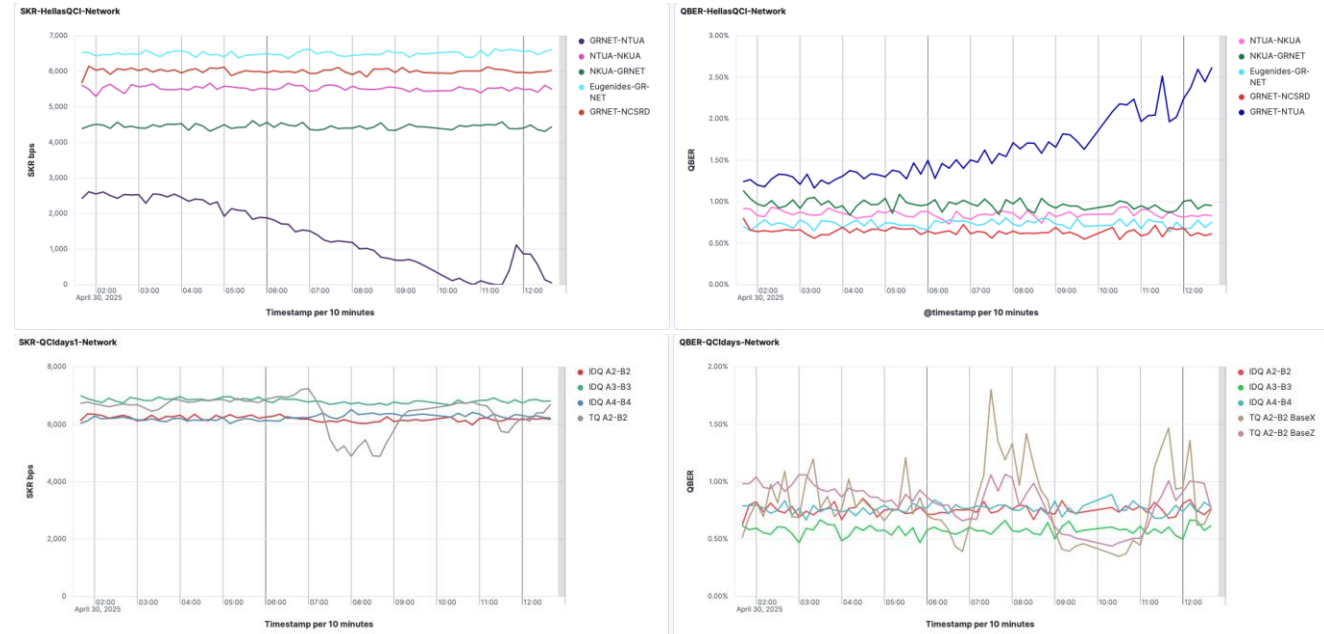 SKR-HellasQCI-Network
7,000
6,000
5,000
4,000
3,000
2,000
1,000
0
SKR bps
02:00
03:00
04:00
05:00
06:00
07:00
08:00
09:00
10:00
11:00
12:00
April 30, 2025
Timestamp per 10 minutes
GRNET-NTUA
NTUA-NKUA
NKUA-GRNET
Eugenides-GR-
NET
GRNET-NCSRD
QBER-HellasQCI-Network
3.00%
2.50%
2.00%
1.50%
1.00%
0.50%
0.00%
QBER
02:00
03:00
04:00
05:00
06:00
07:00
08:00
09:00
10:00
11:00
12:00
April 30, 2025
@timestamp per 10 minutes
NTUA-NKUA
NKUA-GRNET
Eugenides-GR-
NET
GRNET-NCSRD
GRNET-NTUA
SKR-QCIdays1-Network
8,000
6,000
4,000
2,000
0
SKR bps
02:00
03:00
04:00
05:00
06:00
07:00
08:00
09:00
10:00
11:00
12:00
April 30, 2025
Timestamp per 10 minutes
IDQ A2-B2
IDQ A3-B3
IDQ A4-B4
TQ A2-B2
QBER-QCIdays-Network
2.00%
1.50%
1.00%
0.50%
0.00%
QBER
02:00
03:00
04:00
05:00
06:00
07:00
08:00
09:00
10:00
11:00
12:00
April 30, 2025
Timestamp per 10 minutes
IDQ A2-B2
IDQ A3-B3
IDQ A4-B4
TQ A2-B2 BaseX
TQ A2-B2 BaseZ